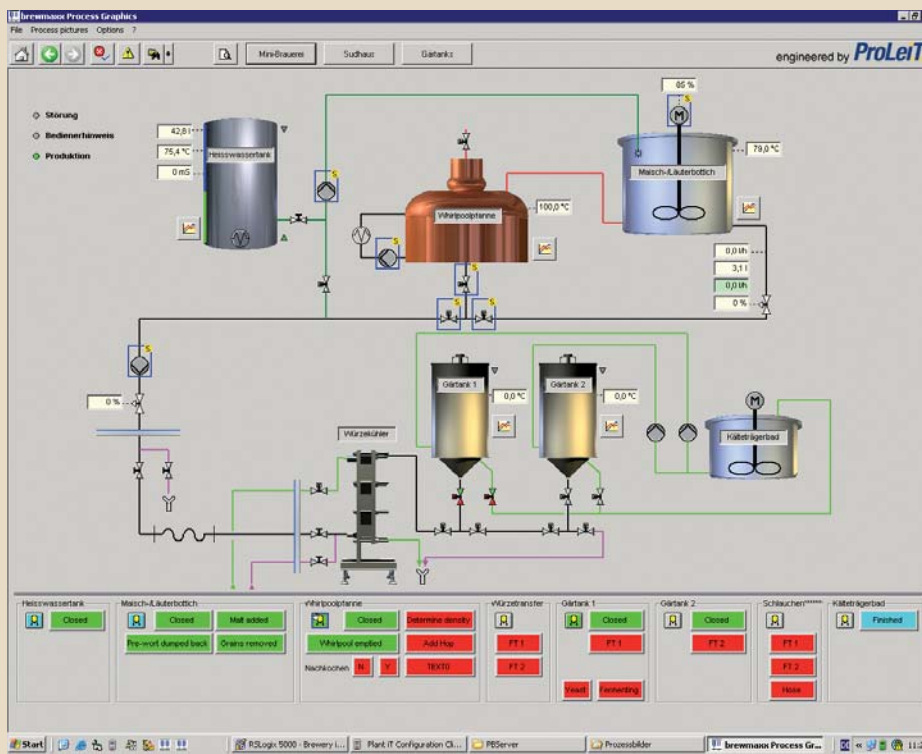 brewmaxx Process Graphics
File Process pictures Options ?
Mini-Brauerei Sudhaus Gärtanks
engineered by ProLeiT
Störung
Bedienerhinweis
Produktion
42,8 l
75,4 °C
0 mS
Heisswassertank
85 %
M
79,0 °C
Maisch-/Läuterbottich
Whirlpoolpfanne
100,0 °C
0,0 l/h
3,1 l
0,0 l/h
0 %
S
S
S
S
S
S
S
0 %
Gärtank 1
0,0 °C
Gärtank 2
0,0 °C
M
Kälteträgerbad
Würzekühler
Heisswassertank Maisch-/Läuterbottich Whirlpoolpfanne Würzetransfer Gärtank 1 Gärtank 2 Schlauchen****** Kälteträgerbad
Closed Closed Malt added Closed Determine density Closed Closed Finished
Pre-wort dumped back Grains removed Whirlpool emptied Add Hop FT 1 FT 1 FT 2 FT 1
Nachkochen N Y TEXT0 FT 2 FT 2
Yeast Fermenting Hose
Start RSLogix 5000 - Brewery i... Plant iT Configuration Cli... PBServer Prozessbilder brewmaxx Process Gr...